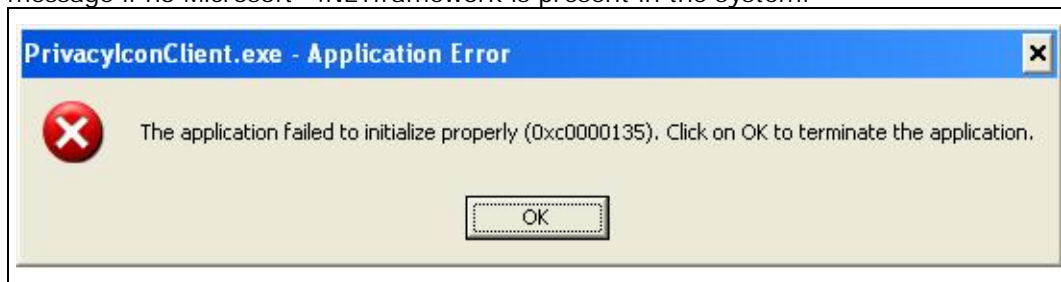 message if no Microsoft* .NET.framework is present in the system.
PrivacyIconClient.exe - Application Error
The application failed to initialize properly (0xc0000135). Click on OK to terminate the application.
OK